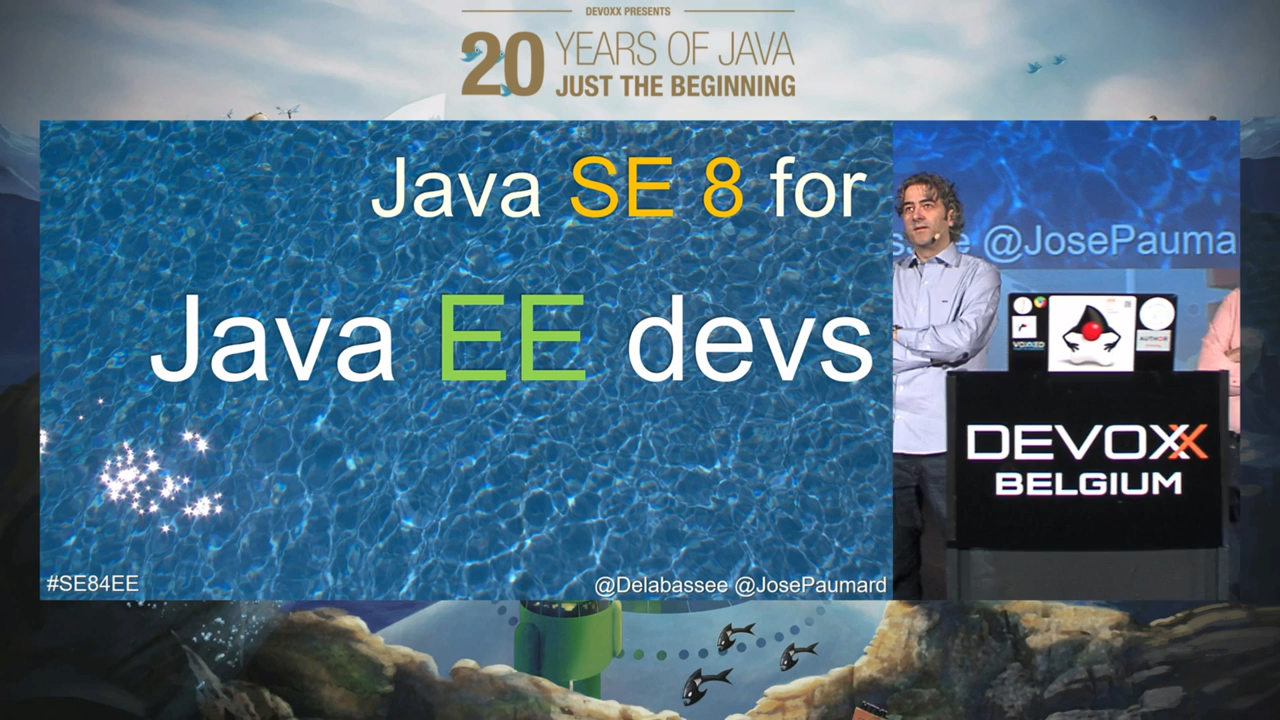 DEVOXX PRESENTS
20 YEARS OF JAVA
JUST THE BEGINNING
Java SE 8 for
Java EE devs
#SE84EE
@Delabassee @JosePaumard
@JosePauma
VOXXED
AUTHOR
DEVOXX
BELGIUM